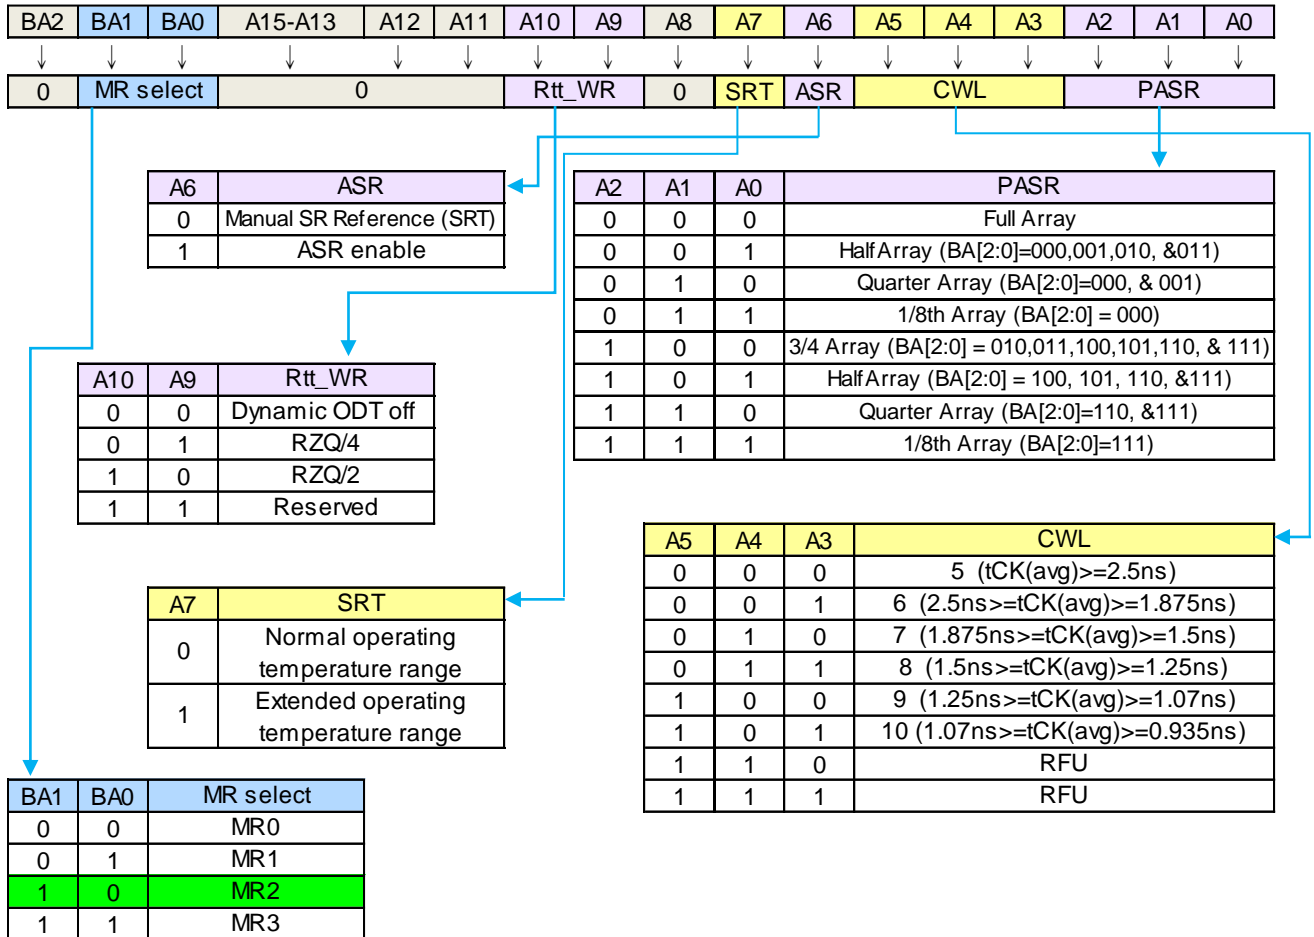 BA2 BA1 BA0 A15-A13 A12 A11 A10 A9 A8 A7 A6 A5 A4 A3 A2 A1 A0
0 MR select 0 Rtt_WR 0 SRT ASR CWL PASR
A6 ASR
0 Manual SR Reference (SRT)
1 ASR enable
A2 A1 A0 PASR
0 0 0 Full Array
0 0 1 HalfArray (BA[2:0]=000,001,010, &011)
0 1 0 Quarter Array (BA[2:0]=000, & 001)
0 1 1 1/8th Array (BA[2:0] = 000)
1 0 0 3/4 Array (BA[2:0] = 010,011,100,101,110, & 111)
1 0 1 HalfArray (BA[2:0] = 100, 101, 110, &111)
1 1 0 Quarter Array (BA[2:0]=110, &111)
1 1 1 1/8th Array (BA[2:0]=111)
A10 A9 Rtt_WR
0 0 Dynamic ODT off
0 1 RZQ/4
1 0 RZQ/2
1 1 Reserved
A5 A4 A3 CWL
0 0 0 5 (tCK(avg)>=2.5ns)
0 0 1 6 (2.5ns>=tCK(avg)>=1.875ns)
0 1 0 7 (1.875ns>=tCK(avg)>=1.5ns)
0 1 1 8 (1.5ns>=tCK(avg)>=1.25ns)
1 0 0 9 (1.25ns>=tCK(avg)>=1.07ns)
1 0 1 10 (1.07ns>=tCK(avg)>=0.935ns)
1 1 0 RFU
1 1 1 RFU
A7 SRT
0 Normal operating
temperature range
1 Extended operating
temperature range
BA1 BA0 MR select
0 0 MR0
0 1 MR1
1 0 MR2
1 1 MR3